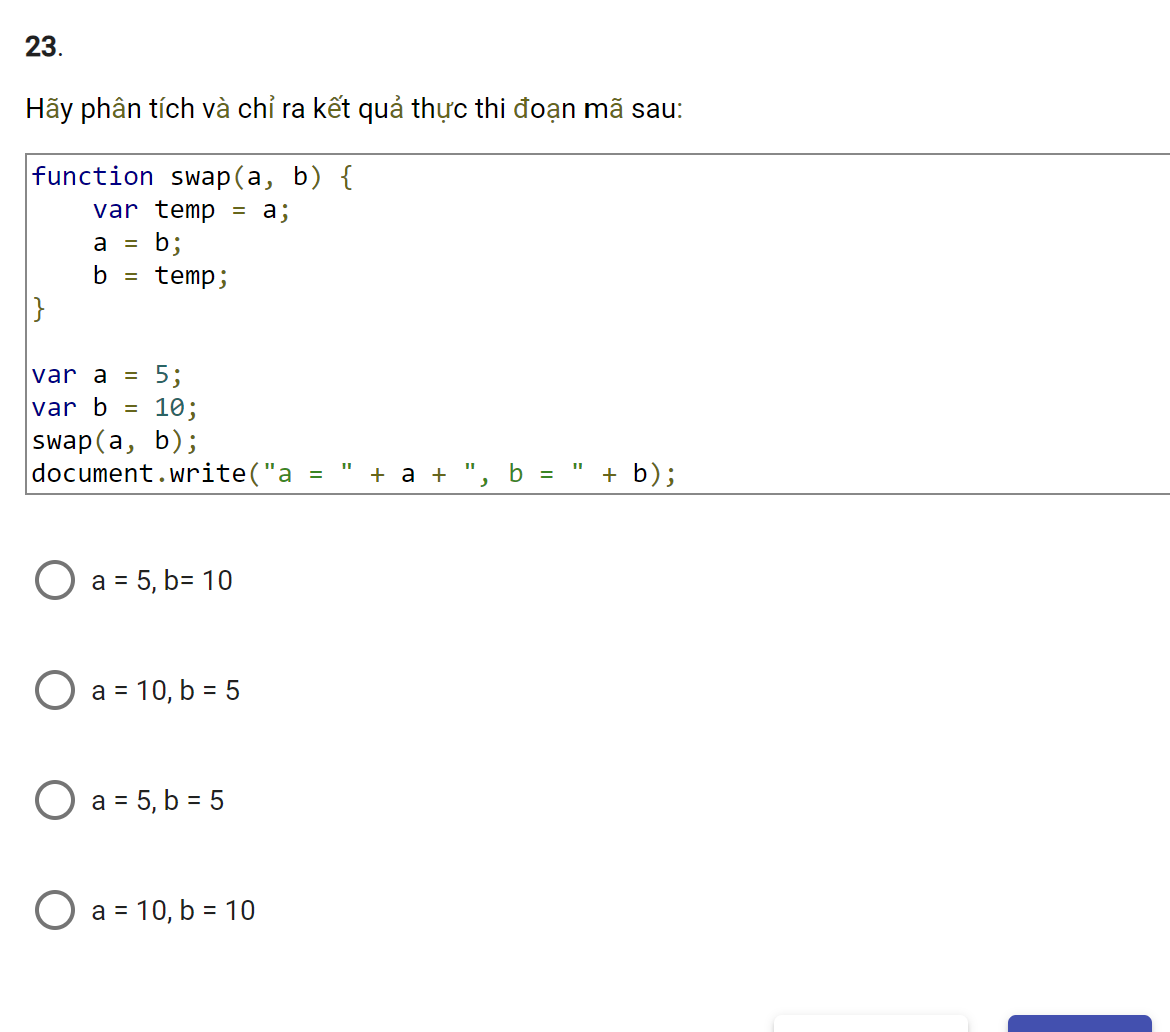 23.
Hãy phân tích và chỉ ra kết quả thực thi đoạn mã sau:
function swap(a, b) {
    var temp = a;
    a = b;
    b = temp;
}
var a = 5;
var b = 10;
swap(a, b);
document.write("a = " + a + ", b = " + b);
a = 5, b= 10
a = 10, b = 5
a = 5, b = 5
a = 10, b = 10